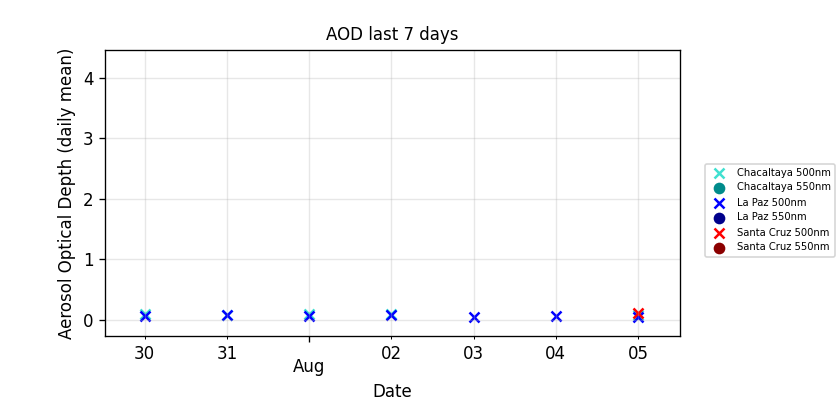 AOD last 7 days
Aerosol Optical Depth (daily mean)
4
3
2
1
0
30 31 02 03 04 05
Aug
Date
Chacaltaya 500nm
Chacaltaya 550nm
La Paz 500nm
La Paz 550nm
Santa Cruz 500nm
Santa Cruz 550nm